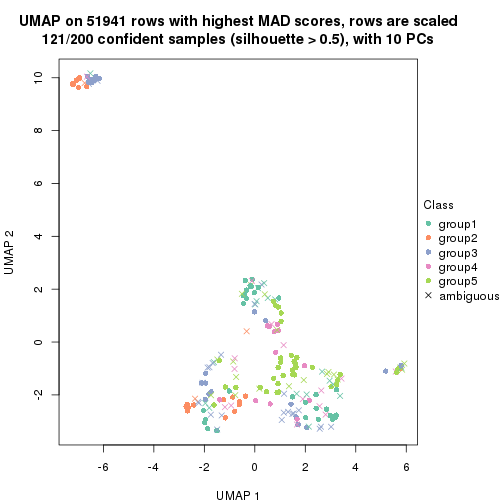 UMAP on 51941 rows with highest MAD scores, rows are scaled
121/200 confident samples (silhouette > 0.5), with 10 PCs
10
8
6
4
2
0
-2
UMAP 2
-6
-4
-2
0
2
4
6
UMAP 1
Class
group1
group2
group3
group4
group5
ambiguous